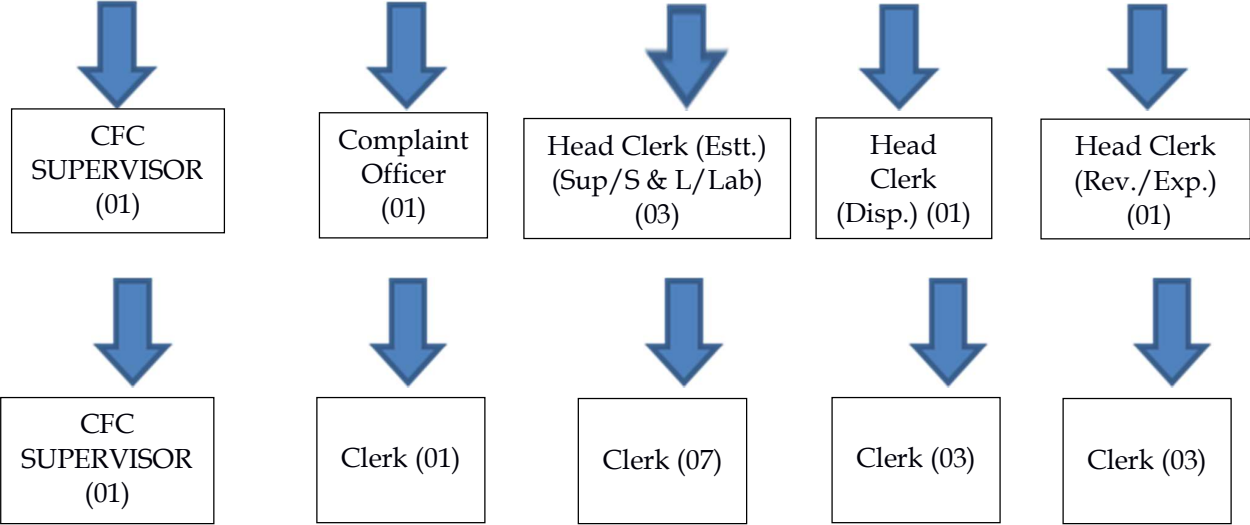 CFC
SUPERVISOR
(01)
Complaint
Officer
(01)
Head Clerk (Estt.)
(Sup/S & L/Lab)
(03)
Head
Clerk
(Disp.) (01)
Head Clerk
(Rev./Exp.)
(01)
CFC
SUPERVISOR
(01)
Clerk (01)
Clerk (07)
Clerk (03)
Clerk (03)